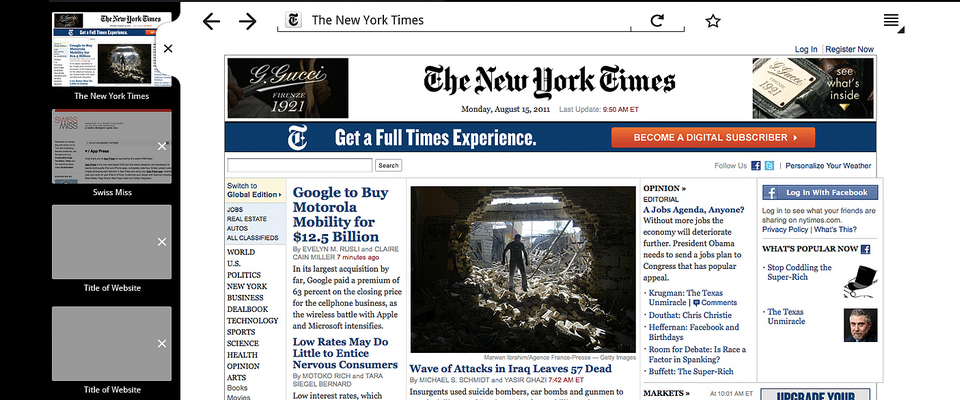 The New York Times
Swiss Miss
Title of Website
Title of Website
The New York Times
Log In Register Now
G. Gucci
FIRENZE
1921
The New York Times
Monday, August 15, 2011 Last Update: 9:50 AM ET
see
what's
inside
Get a Full Times Experience.
BECOME A DIGITAL SUBSCRIBER
Search
Follow Us
Personalize Your Weather
Switch to
Global Edition
JOBS
REAL ESTATE
AUTOS
ALL CLASSIFIEDS
WORLD
U.S.
POLITICS
NEW YORK
BUSINESS
DEALBOOK
TECHNOLOGY
SPORTS
SCIENCE
HEALTH
OPINION
ARTS
Books
Movies
Google to Buy
Motorola
Mobility for
$12.5 Billion
By EVELYN M. RUSLI and CLAIRE
CAIN MILLER 7 minutes ago
In its largest acquisition by
far, Google paid a premium of
63 percent on the closing price
for the cellphone business, as
the wireless battle with Apple
and Microsoft intensifies.
Low Rates May Do
Little to Entice
Nervous Consumers
By MOTOKO RICH and TARA
SIEGEL BERNARD
Low interest rates, which
Marwan Ibrahim/Agence France-Presse — Getty Images
Wave of Attacks in Iraq Leaves 57 Dead
By MICHAEL S. SCHMIDT and YASIR GHAZI 7:42 AM ET
Insurgents used suicide bombers, car bombs and gunmen to
OPINION »
EDITORIAL
A Jobs Agenda, Anyone?
Without more jobs the
economy will deteriorate
further. President Obama
needs to send a jobs plan to
Congress that has popular
appeal.
· Krugman: The Texas
Unmiracle | Comments
· Douthat: Chris Christie
· Heffernan: Facebook and
Birthdays
· Room for Debate: Is Race a
Factor in Spanking?
· Buffett: The Super-Rich
MARKETS » At 10:01 AM ET
Log In With Facebook
Log in to see what your friends are
sharing on nytimes.com.
Privacy Policy | What's This?
WHAT'S POPULAR NOW
· Stop Coddling the
Super-Rich
· The Texas
Unmiracle
UPGRADE YOUR